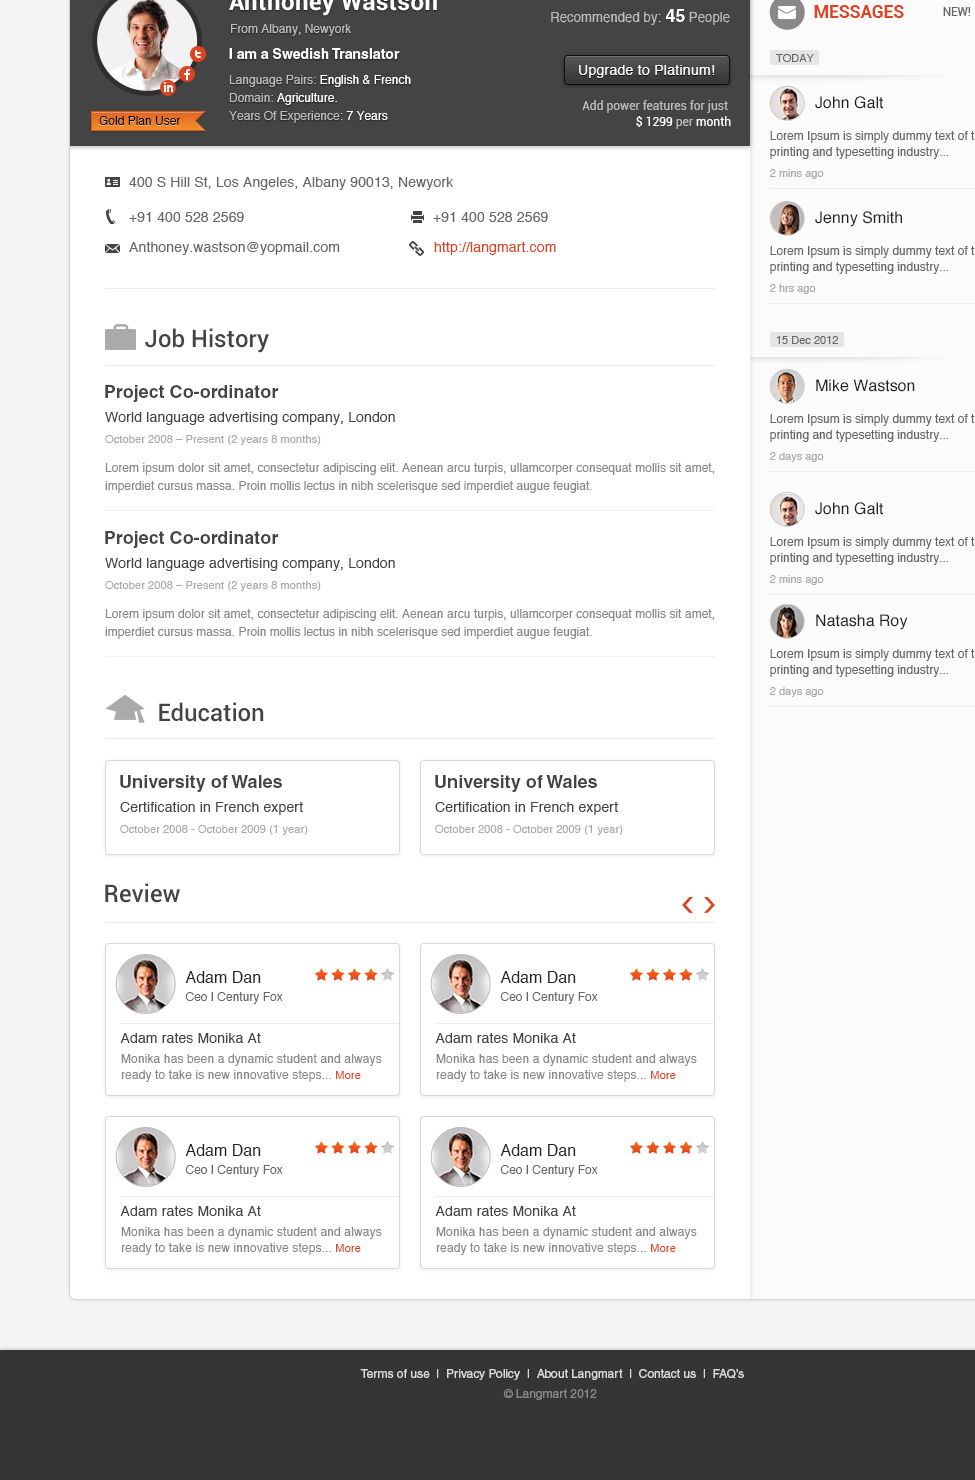 Anthoney Wastson
From Albany, Newyork
I am a Swedish Translator
Language Pairs: English & French
Domain: Agriculture.
Years Of Experience: 7 Years
Gold Plan User
Recommended by: 45 People
Upgrade to Platinum!
Add power features for just
$ 1299 per month
400 S Hill St, Los Angeles, Albany 90013, Newyork
+91 400 528 2569
+91 400 528 2569
Anthoney.wastson@yopmail.com
http://langmart.com
Job History
Project Co-ordinator
World language advertising company, London
October 2008 – Present (2 years 8 months)
Lorem ipsum dolor sit amet, consectetur adipiscing elit. Aenean arcu turpis, ullamcorper consequat mollis sit amet,
imperdiet cursus massa. Proin mollis lectus in nibh scelerisque sed imperdiet augue feugiat.
Project Co-ordinator
World language advertising company, London
October 2008 – Present (2 years 8 months)
Lorem ipsum dolor sit amet, consectetur adipiscing elit. Aenean arcu turpis, ullamcorper consequat mollis sit amet,
imperdiet cursus massa. Proin mollis lectus in nibh scelerisque sed imperdiet augue feugiat.
Education
University of Wales
Certification in French expert
October 2008 - October 2009 (1 year)
University of Wales
Certification in French expert
October 2008 - October 2009 (1 year)
Review
Adam Dan
Ceo I Century Fox
Adam rates Monika At
Monika has been a dynamic student and always
ready to take is new innovative steps... More
Adam Dan
Ceo I Century Fox
Adam rates Monika At
Monika has been a dynamic student and always
ready to take is new innovative steps... More
Adam Dan
Ceo I Century Fox
Adam rates Monika At
Monika has been a dynamic student and always
ready to take is new innovative steps... More
Adam Dan
Ceo I Century Fox
Adam rates Monika At
Monika has been a dynamic student and always
ready to take is new innovative steps... More
MESSAGES
NEW!
TODAY
John Galt
Lorem Ipsum is simply dummy text of t
printing and typesetting industry...
2 mins ago
Jenny Smith
Lorem Ipsum is simply dummy text of t
printing and typesetting industry...
2 hrs ago
15 Dec 2012
Mike Wastson
Lorem Ipsum is simply dummy text of t
printing and typesetting industry...
2 days ago
John Galt
Lorem Ipsum is simply dummy text of t
printing and typesetting industry...
2 mins ago
Natasha Roy
Lorem Ipsum is simply dummy text of t
printing and typesetting industry...
2 days ago
Terms of use I Privacy Policy I About Langmart I Contact us I FAQ's
© Langmart 2012